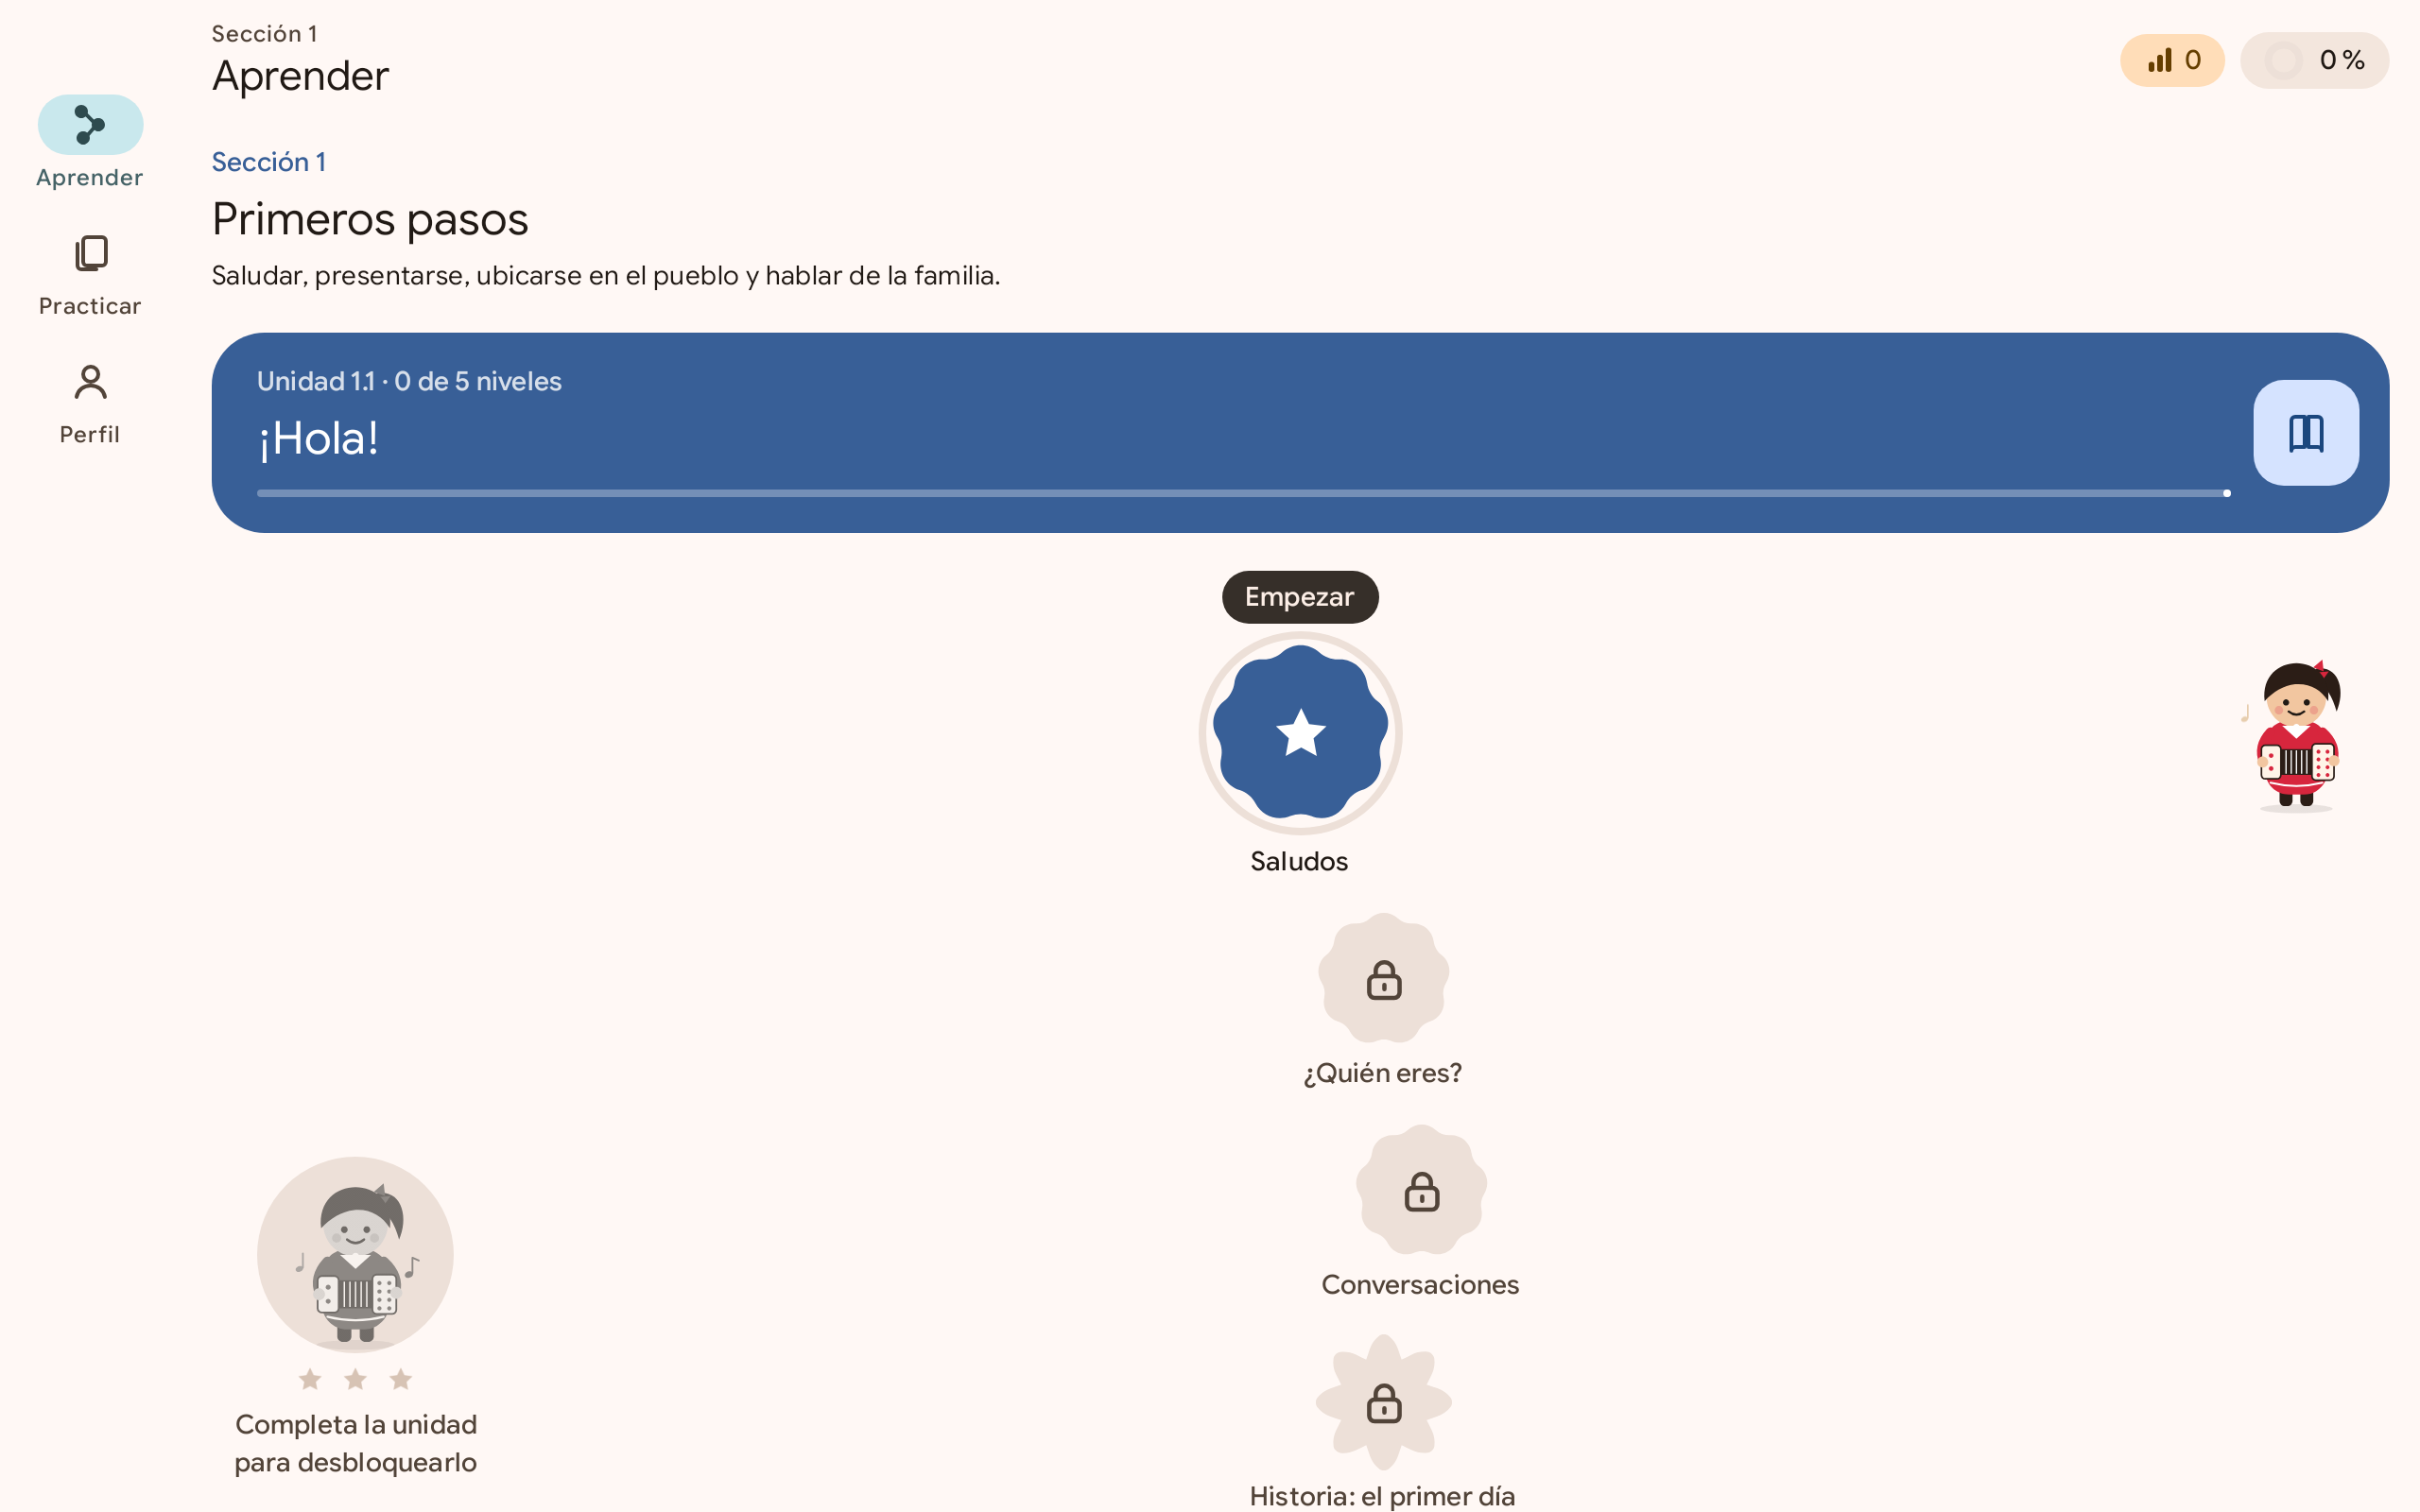 Sección 1
Aprender
0
0 %
Aprender
Practicar
Perfil
Sección 1
Primeros pasos
Saludar, presentarse, ubicarse en el pueblo y hablar de la familia.
Unidad 1.1 · 0 de 5 niveles
¡Hola!
Empezar
Saludos
¿Quién eres?
Conversaciones
Completa la unidad
para desbloquearlo
Historia: el primer día